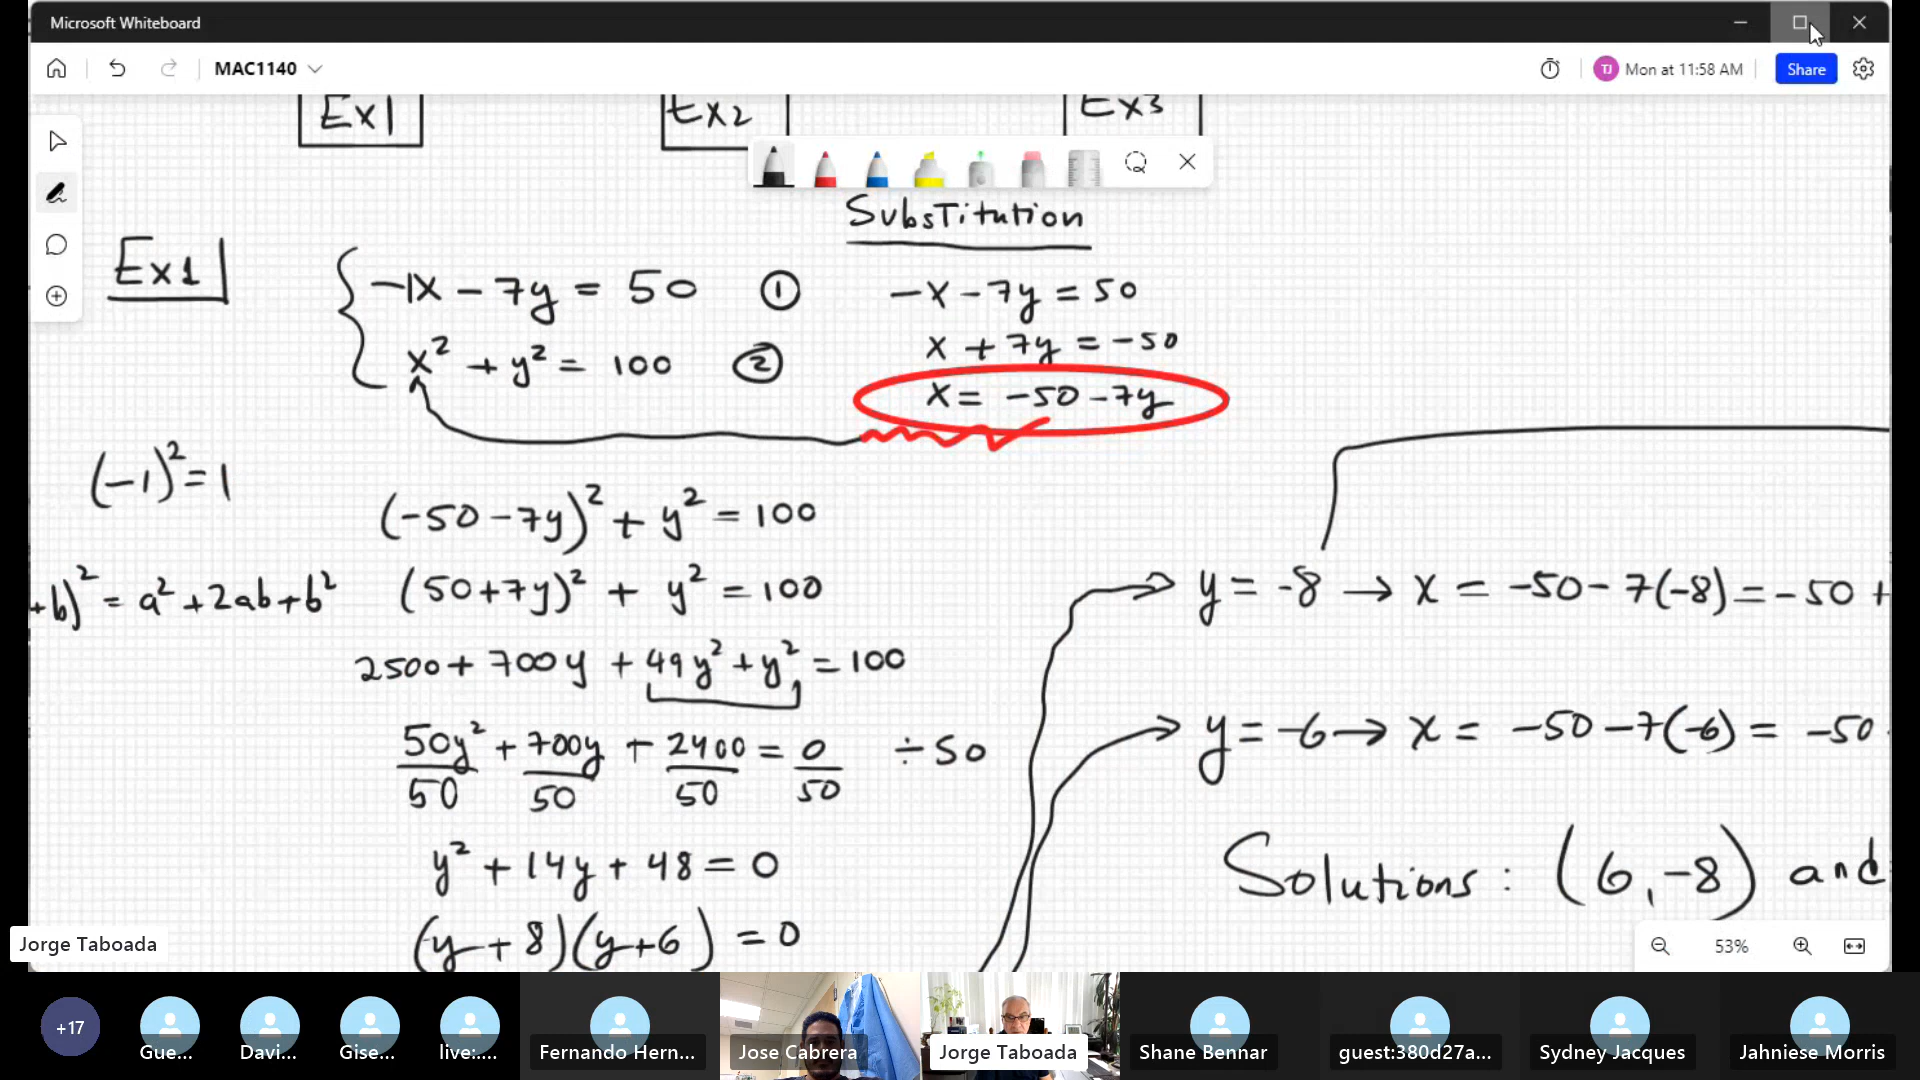 Microsoft Whiteboard
MAC1140
TJ Mon at 11:58 AM Share
Ex1 Ex2 Ex3
Substitution
Ex1
-1x - 7y = 50 ①
x² + y² = 100 ②
-x - 7y = 50
x + 7y = -50
x = -50 - 7y
(-1)² = 1
(-50 - 7y)² + y² = 100
+b)² = a² + 2ab + b²
(50 + 7y)² + y² = 100
2500 + 700y + 49y² + y² = 100
50y²/50 + 700y/50 + 2400/50 = 0/50 ÷50
y² + 14y + 48 = 0
(y + 8)(y + 6) = 0
y = -8 → x = -50 - 7(-8) = -50 +
y = -6 → x = -50 - 7(-6) = -50
Solutions: (6, -8) and
53%
Jorge Taboada
+17
Gue...
Davi...
Gise...
live:....
Fernando Hern...
Jose Cabrera
Jorge Taboada
Shane Bennar
guest:380d27a...
Sydney Jacques
Jahniese Morris